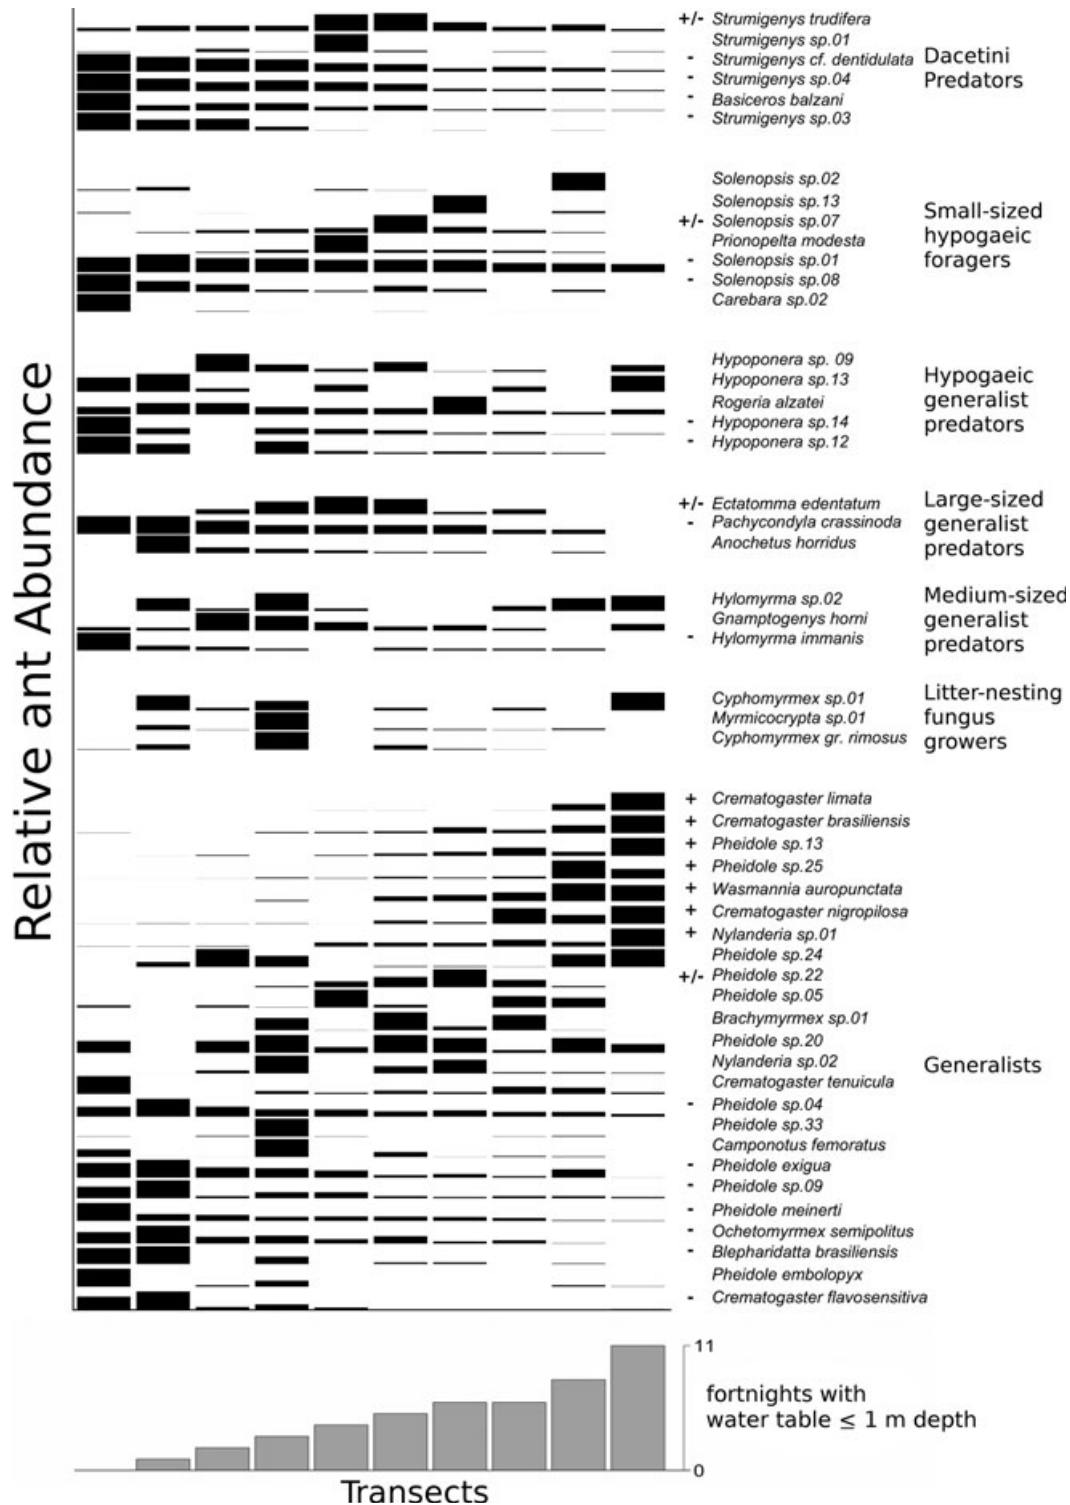 Relative ant Abundance
+/- Strumigenys trudifera
Strumigenys sp.01
- Strumigenys cf. dentidulata
- Strumigenys sp.04
- Basiceros balzani
- Strumigenys sp.03
Dacetini
Predators
Solenopsis sp.02
Solenopsis sp.13
+/- Solenopsis sp.07
Prionopelta modesta
- Solenopsis sp.01
- Solenopsis sp.08
Carebara sp.02
Small-sized
hypogaeic
foragers
Hypoponera sp. 09
Hypoponera sp.13
Rogeria alzatei
- Hypoponera sp.14
- Hypoponera sp.12
Hypogaeic
generalist
predators
+/- Ectatomma edentatum
- Pachycondyla crassinoda
Anochetus horridus
Large-sized
generalist
predators
Hylomyrma sp.02
Gnamptogenys horni
- Hylomyrma immanis
Medium-sized
generalist
predators
Cyphomyrmex sp.01
Myrmicocrypta sp.01
Cyphomyrmex gr. rimosus
Litter-nesting
fungus
growers
+ Crematogaster limata
+ Crematogaster brasiliensis
+ Pheidole sp.13
+ Pheidole sp.25
+ Wasmannia auropunctata
+ Crematogaster nigropilosa
+ Nylanderia sp.01
Pheidole sp.24
+/- Pheidole sp.22
Pheidole sp.05
Brachymyrmex sp.01
Pheidole sp.20
Nylanderia sp.02
Crematogaster tenuicula
- Pheidole sp.04
Pheidole sp.33
Camponotus femoratus
- Pheidole exigua
- Pheidole sp.09
- Pheidole meinerti
- Ochetomyrmex semipolitus
- Blepharidatta brasiliensis
Pheidole embolopyx
- Crematogaster flavosensitiva
Generalists
11
fortnights with
water table ≤ 1 m depth
0
Transects